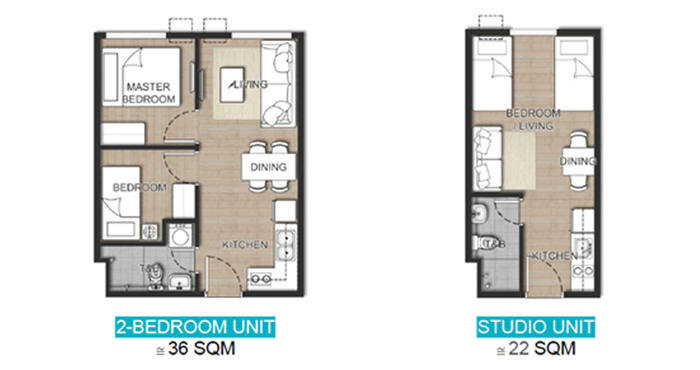 MASTER
BEDROOM
LIVING
DINING
BEDROOM
KITCHEN
T&B
2-BEDROOM UNIT
≅ 36 SQM
BEDROOM
/ LIVING
DINING
T&B
KITCHEN
STUDIO UNIT
≅ 22 SQM